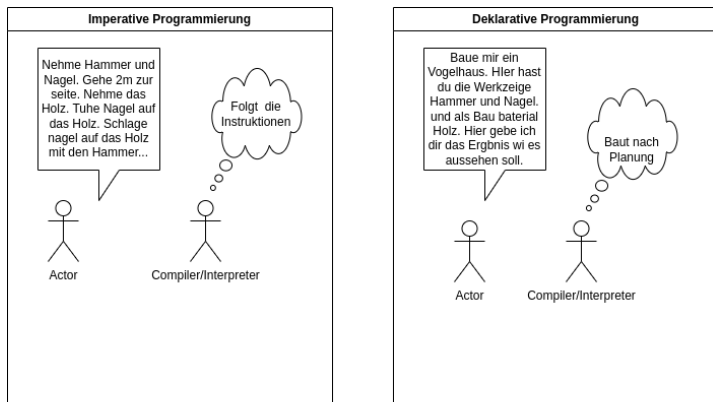 Imperative Programmierung
Nehme Hammer und
Nagel. Gehe 2m zur
seite. Nehme das
Holz. Tuhe Nagel auf
das Holz. Schlage
nagel auf das Holz
mit den Hammer...
Folgt die
Instruktionen
Actor
Compiler/Interpreter
Deklarative Programmierung
Baue mir ein
Vogelhaus. HIer hast
du die Werkzeige
Hammer und Nagel.
und als Bau baterial
Holz. Hier gebe ich
dir das Ergbnis wi es
aussehen soll.
Baut nach
Planung
Actor
Compiler/Interpreter